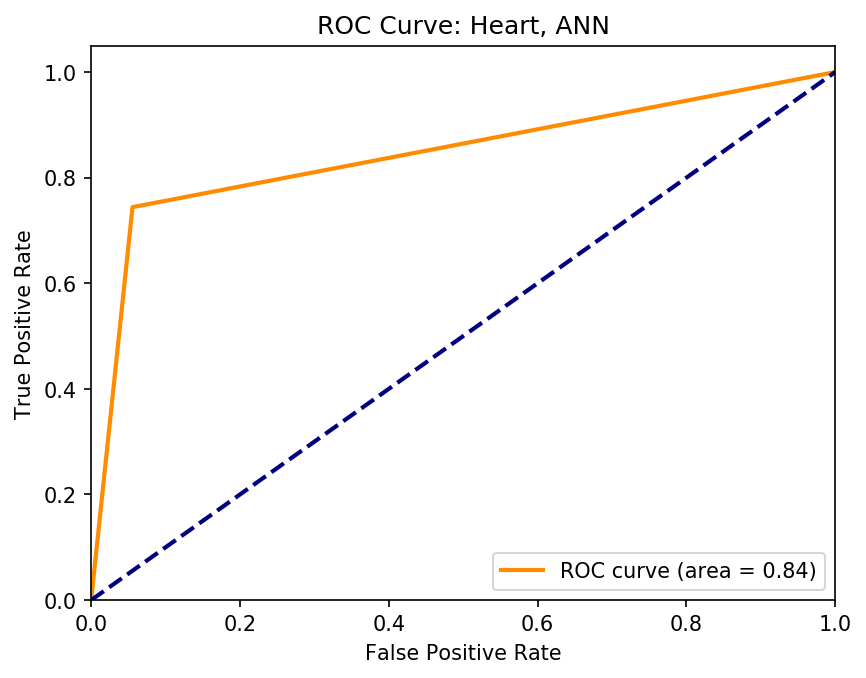 ROC Curve: Heart, ANN
True Positive Rate
1.0
0.8
0.6
0.4
0.2
0.0
ROC curve (area = 0.84)
0.0 0.2 0.4 0.6 0.8 1.0
False Positive Rate